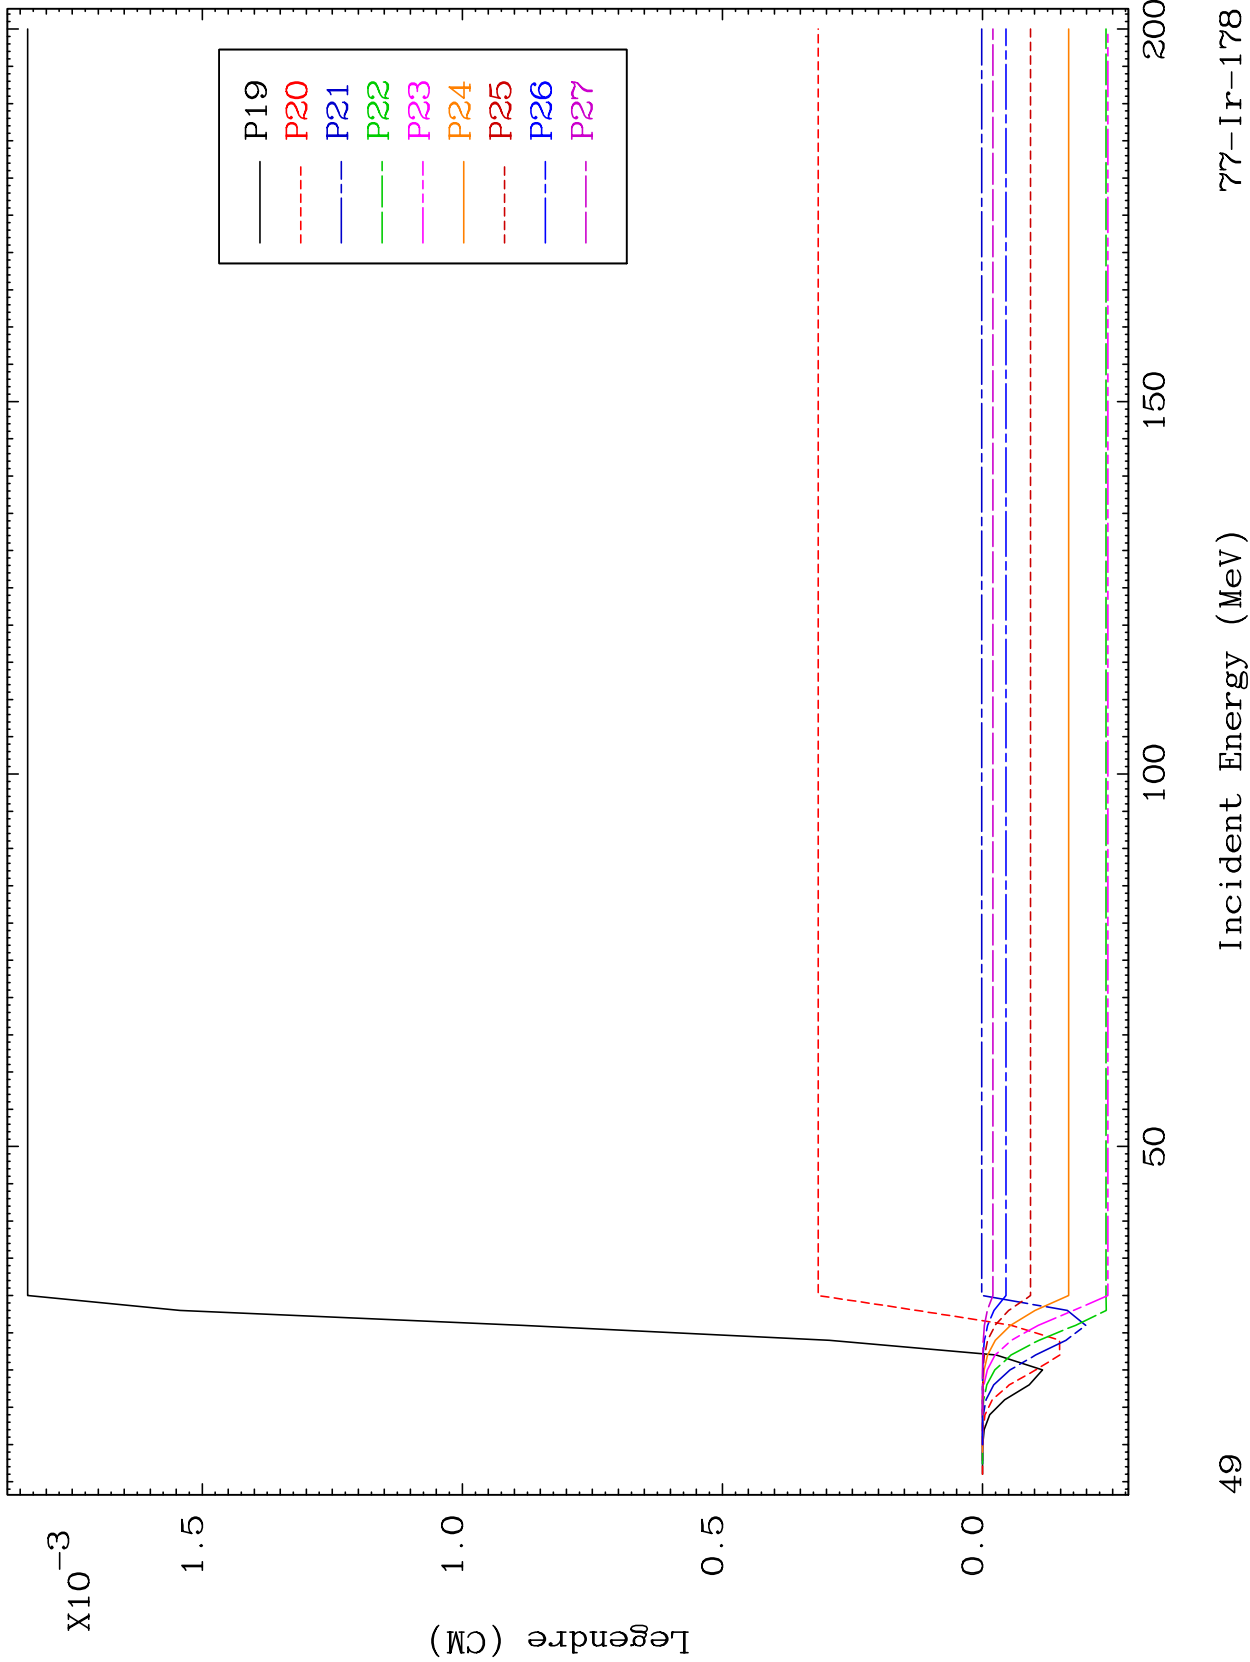 X10-3
Legendre (CM)
1.5
1.0
0.5
0.0
P19
P20
P21
P22
P23
P24
P25
P26
P27
50
100
150
200
Incident Energy (MeV)
49
77-Ir-178